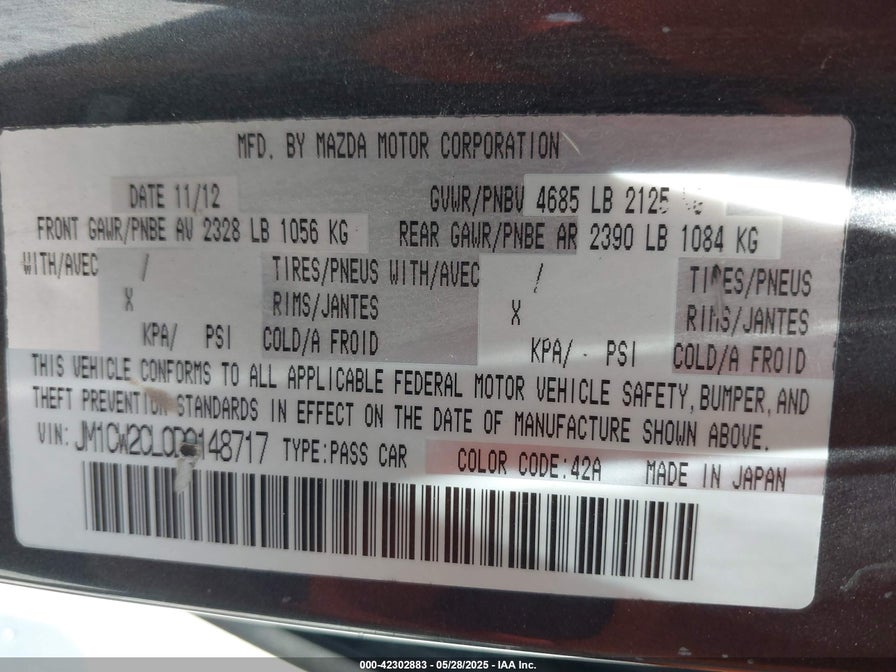 MFD. BY MAZDA MOTOR CORPORATION
DATE 11/12 GVWR/PNBV 4685 LB 2125
FRONT GAWR/PNBE AV 2328 LB 1056 KG REAR GAWR/PNBE AR 2390 LB 1084 KG
WITH/AVEC / TIRES/PNEUS WITH/AVEC / TIRES/PNEUS
X RIMS/JANTES X RIMS/JANTES
KPA/ PSI COLD/A FROID KPA/ PSI COLD/A FROID
THIS VEHICLE CONFORMS TO ALL APPLICABLE FEDERAL MOTOR VEHICLE SAFETY, BUMPER, AND
THEFT PREVENTION STANDARDS IN EFFECT ON THE DATE OF MANUFACTURE SHOWN ABOVE.
VIN: TYPE:PASS CAR COLOR CODE:42A MADE IN JAPAN
000-42302883 - 05/28/2025 - IAA Inc.